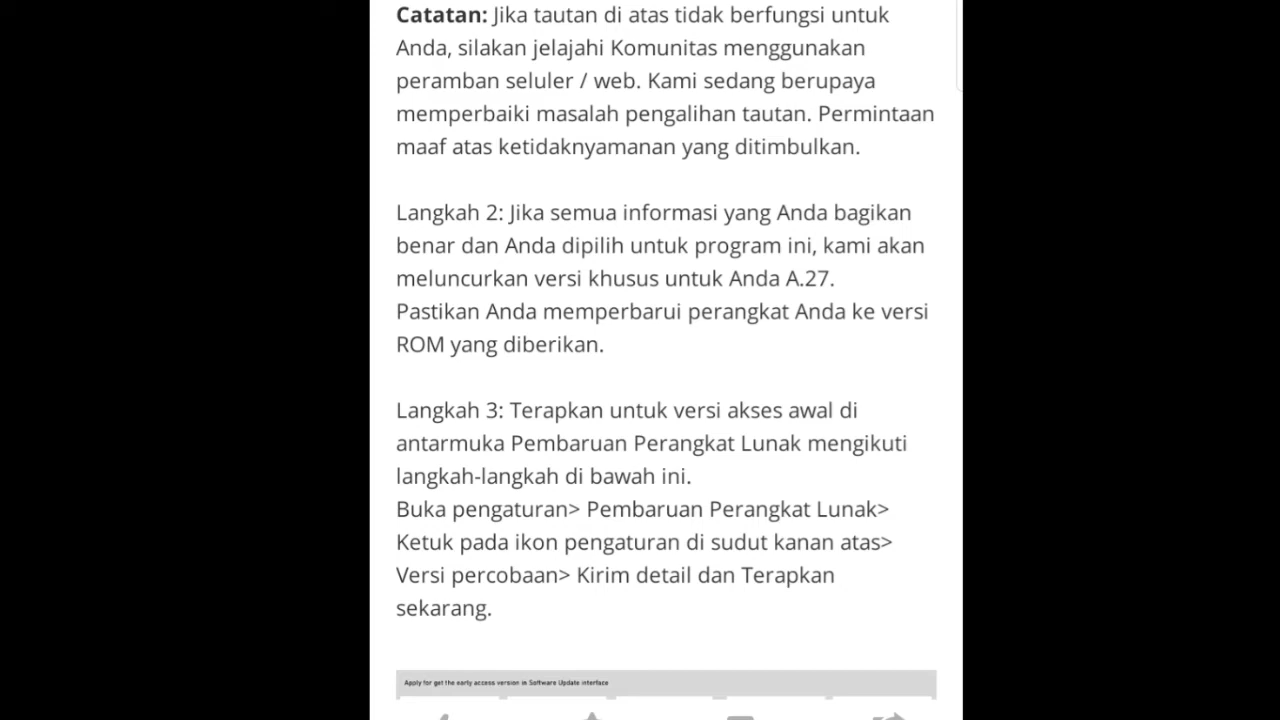 Catatan: Jika tautan di atas tidak berfungsi untuk
Anda, silakan jelajahi Komunitas menggunakan
peramban seluler / web. Kami sedang berupaya
memperbaiki masalah pengalihan tautan. Permintaan
maaf atas ketidaknyamanan yang ditimbulkan.
Langkah 2: Jika semua informasi yang Anda bagikan
benar dan Anda dipilih untuk program ini, kami akan
meluncurkan versi khusus untuk Anda A.27.
Pastikan Anda memperbarui perangkat Anda ke versi
ROM yang diberikan.
Langkah 3: Terapkan untuk versi akses awal di
antarmuka Pembaruan Perangkat Lunak mengikuti
langkah-langkah di bawah ini.
Buka pengaturan> Pembaruan Perangkat Lunak>
Ketuk pada ikon pengaturan di sudut kanan atas>
Versi percobaan> Kirim detail dan Terapkan
sekarang.
Apply for get the early access version in Software Update interface